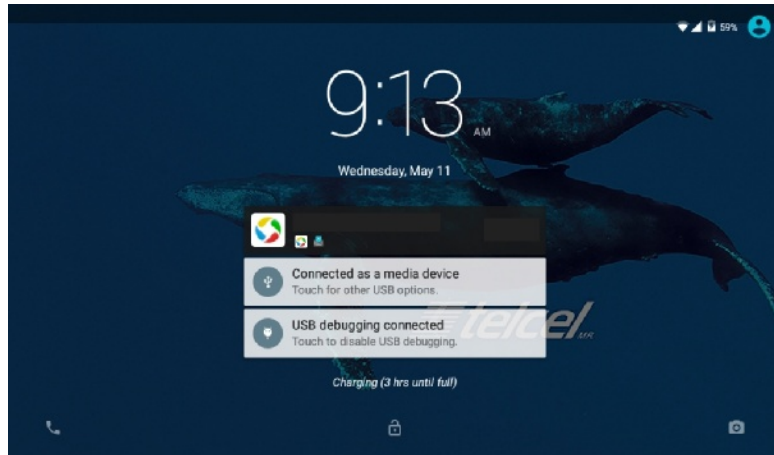 59%
9:13
AM
Wednesday, May 11
Connected as a media device
Touch for other USB options.
USB debugging connected
Touch to disable USB debugging.
telcel
Charging (3 hrs until full)